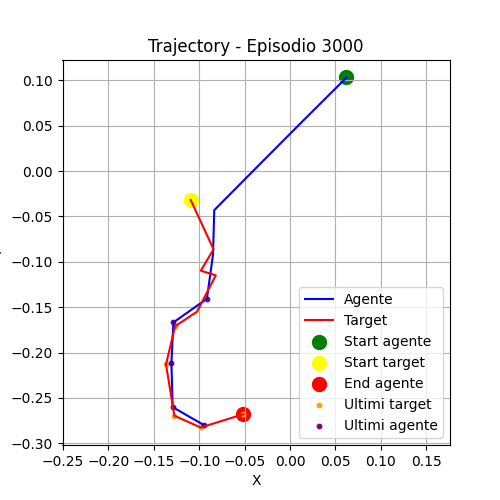 Trajectory - Episodio 3000
0.10
0.05
0.00
−0.05
−0.10
−0.15
−0.20
−0.25
−0.30
Agente
Target
Start agente
Start target
End agente
Ultimi target
Ultimi agente
−0.25 −0.20 −0.15 −0.10 −0.05 0.00 0.05 0.10 0.15
X